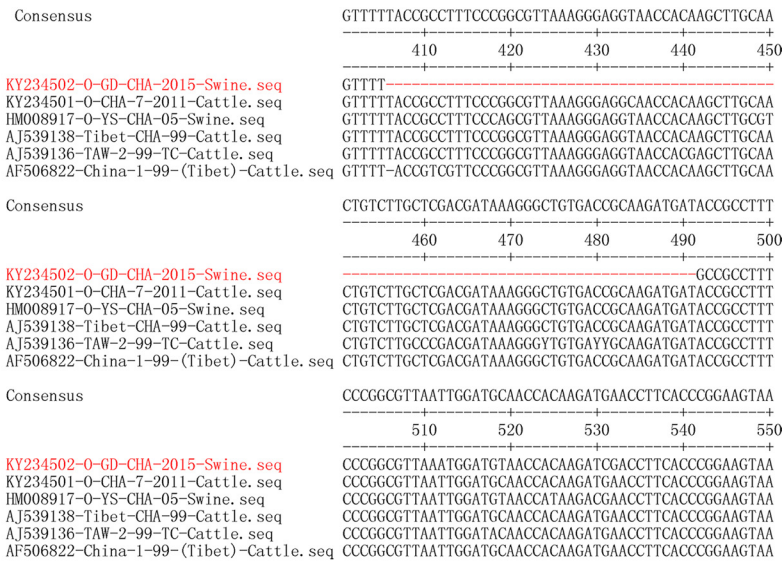 Consensus GTTTTTACCGCCTTTCCCGGCGTTAAAGGGAGGTAACCACAAGCTTGCAA
---------+---------+---------+---------+---------+
410 420 430 440 450
KY234502-O-GD-CHA-2015-Swine.seq GTTTT---------------------------------------------
KY234501-O-CHA-7-2011-Cattle.seq GTTTTTACCGCCTTTCCCGGCGTTAAAGGGAGGCAACCACAAGCTTGCAA
HM008917-O-YS-CHA-05-Swine.seq GTTTTTACCGCCTTTCCCAGCGTTAAAGGGAGGTAACCACAAGCTTGCGT
AJ539138-Tibet-CHA-99-Cattle.seq GTTTTTACCGCCTTTCCCGGCGTTAAAGGGAGGTAACCACAAGCTTGCAA
AJ539136-TAW-2-99-TC-Cattle.seq GTTTTTACCGCCTTTCCCGGCGTTAAAGGGAGGTAACCACGAGCTTGCAA
AF506822-China-1-99-(Tibet)-Cattle.seq GTTTT-ACCGTCGTTCCCGGCGTTAAAGGGAGGTAACCACAAGCTTGCAA
Consensus CTGTCTTGCTCGACGATAAAGGGCTGTGACCGCAAGATGATACCGCCTTT
---------+---------+---------+---------+---------+
460 470 480 490 500
KY234502-O-GD-CHA-2015-Swine.seq -----------------------------------------GCCGCCTTT
KY234501-O-CHA-7-2011-Cattle.seq CTGTCTTGCTCGACGATAAAGGGCTGTGACCGCAAGATGATACCGCCTTT
HM008917-O-YS-CHA-05-Swine.seq CTGTCTTGCTCGACGATAAAGGGCTGTGACCGCAAGATGATACCGCCTTT
AJ539138-Tibet-CHA-99-Cattle.seq CTGTCTTGCTCGACGATAAAGGGCTGTGACCGCAAGATGATACCGCCTTT
AJ539136-TAW-2-99-TC-Cattle.seq CTGTCTTGCCCGACGATAAAGGGYTGTGAYYGCAAGATGATACCGCCTTT
AF506822-China-1-99-(Tibet)-Cattle.seq CTGTCTTGCTCGACGATAAAGGGCTGTGACCGCAAGATGATACCGCCTTT
Consensus CCCGGCGTTAATTGGATGCAACCACAAGATGAACCTTCACCCGGAAGTAA
---------+---------+---------+---------+---------+
510 520 530 540 550
KY234502-O-GD-CHA-2015-Swine.seq CCCGGCGTTAAATGGATGTAACCACAAGATCGACCTTCACCCGGAAGTAA
KY234501-O-CHA-7-2011-Cattle.seq CCCGGCGTTAATTGGATGCAACCACAAGATGAACCTTCACCCGGAAGTAA
HM008917-O-YS-CHA-05-Swine.seq CCCGGCGTTAATTGGATGTAACCATAAGACGAACCTTCACCCGGAAGTAA
AJ539138-Tibet-CHA-99-Cattle.seq CCCGGCGTTAATTGGATGCAACCACAAGATGAACCTTCACCCGGAAGTAA
AJ539136-TAW-2-99-TC-Cattle.seq CCCGGCGTTAATTGGATACAACCACAAGATGAACCTTCACCCGGAAGTAA
AF506822-China-1-99-(Tibet)-Cattle.seq CCCGGCGTTAATTGGATGCAACCACAAGATGAACCTTCACCCGGAAGTAA